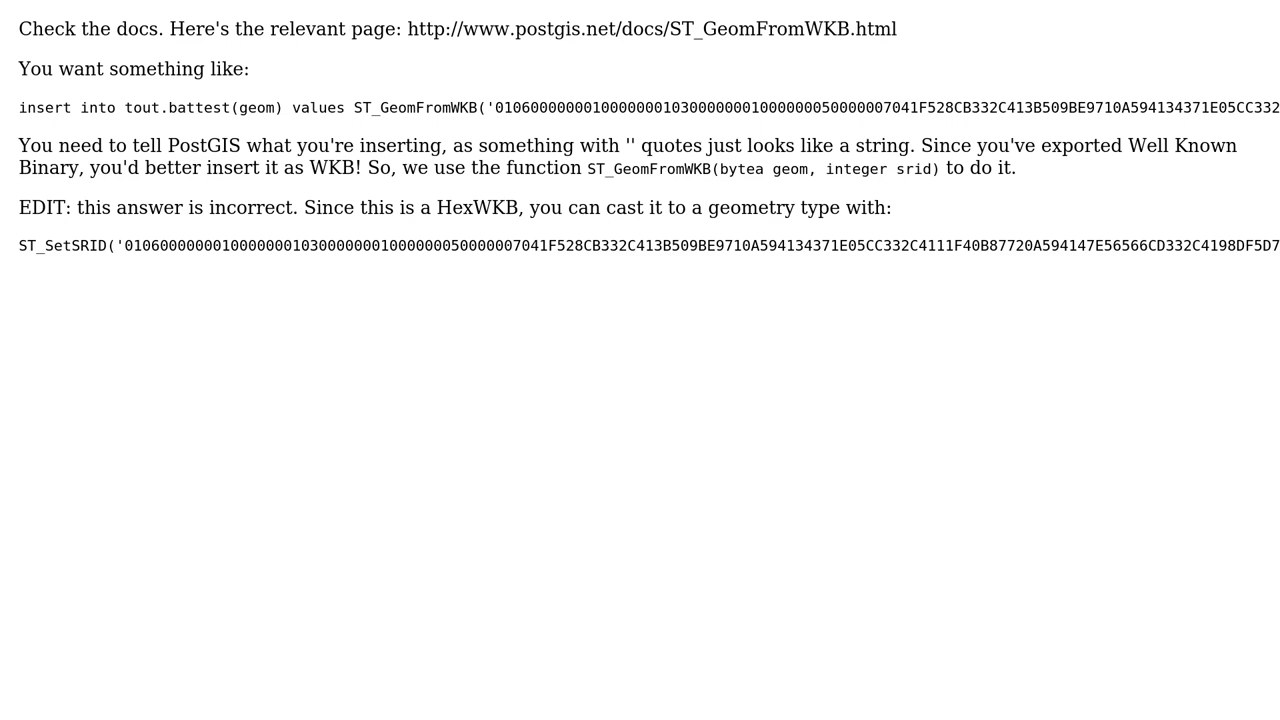 Check the docs. Here's the relevant page: http://www.postgis.net/docs/ST_GeomFromWKB.html
You want something like:
insert into tout.battest(geom) values ST_GeomFromWKB('010600000001000000010300000001000000050000007041F528CB332C413B509BE9710A594134371E05CC332
You need to tell PostGIS what you're inserting, as something with '' quotes just looks like a string. Since you've exported Well Known
Binary, you'd better insert it as WKB! So, we use the function ST_GeomFromWKB(bytea geom, integer srid) to do it.
EDIT: this answer is incorrect. Since this is a HexWKB, you can cast it to a geometry type with:
ST_SetSRID('010600000001000000010300000001000000050000007041F528CB332C413B509BE9710A594134371E05CC332C4111F40B87720A594147E56566CD332C4198DF5D7